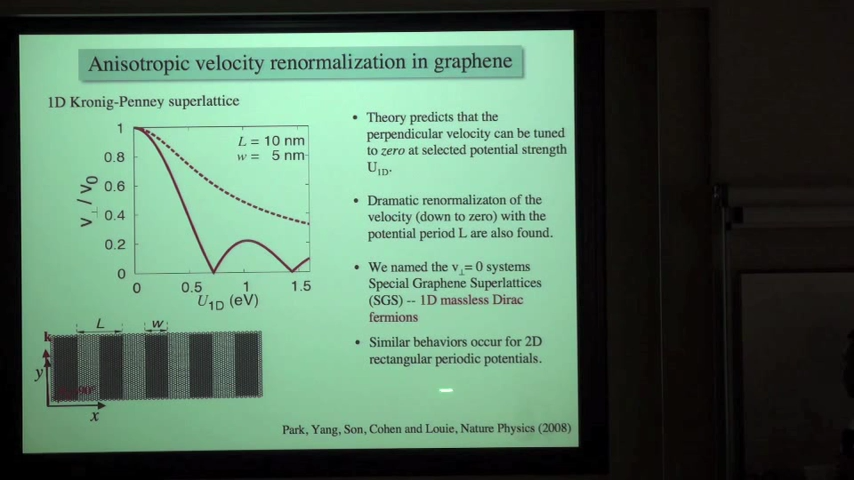 Anisotropic velocity renormalization in graphene
1D Kronig-Penney superlattice
L = 10 nm
w = 5 nm
1
0.8
0.6
0.4
0.2
0
v⊥ / v0
0 0.5 1 1.5
U1D (eV)
• Theory predicts that the
perpendicular velocity can be tuned
to zero at selected potential strength
U1D.
• Dramatic renormalizaton of the
velocity (down to zero) with the
potential period L are also found.
• We named the v⊥= 0 systems
Special Graphene Superlattices
(SGS) -- 1D massless Dirac
fermions
• Similar behaviors occur for 2D
rectangular periodic potentials.
L w
k
y
x
Park, Yang, Son, Cohen and Louie, Nature Physics (2008)